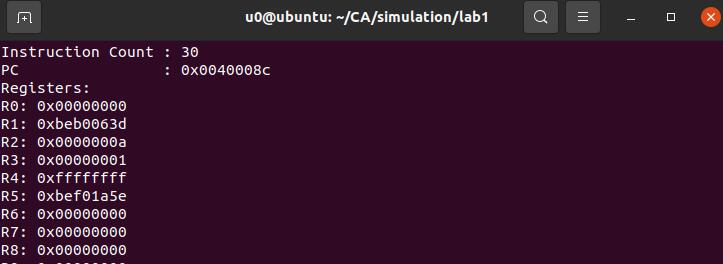 u0@ubuntu: ~/CA/simulation/lab1
Instruction Count : 30
PC                : 0x0040008c
Registers:
R0: 0x00000000
R1: 0xbeb0063d
R2: 0x0000000a
R3: 0x00000001
R4: 0xffffffff
R5: 0xbef01a5e
R6: 0x00000000
R7: 0x00000000
R8: 0x00000000